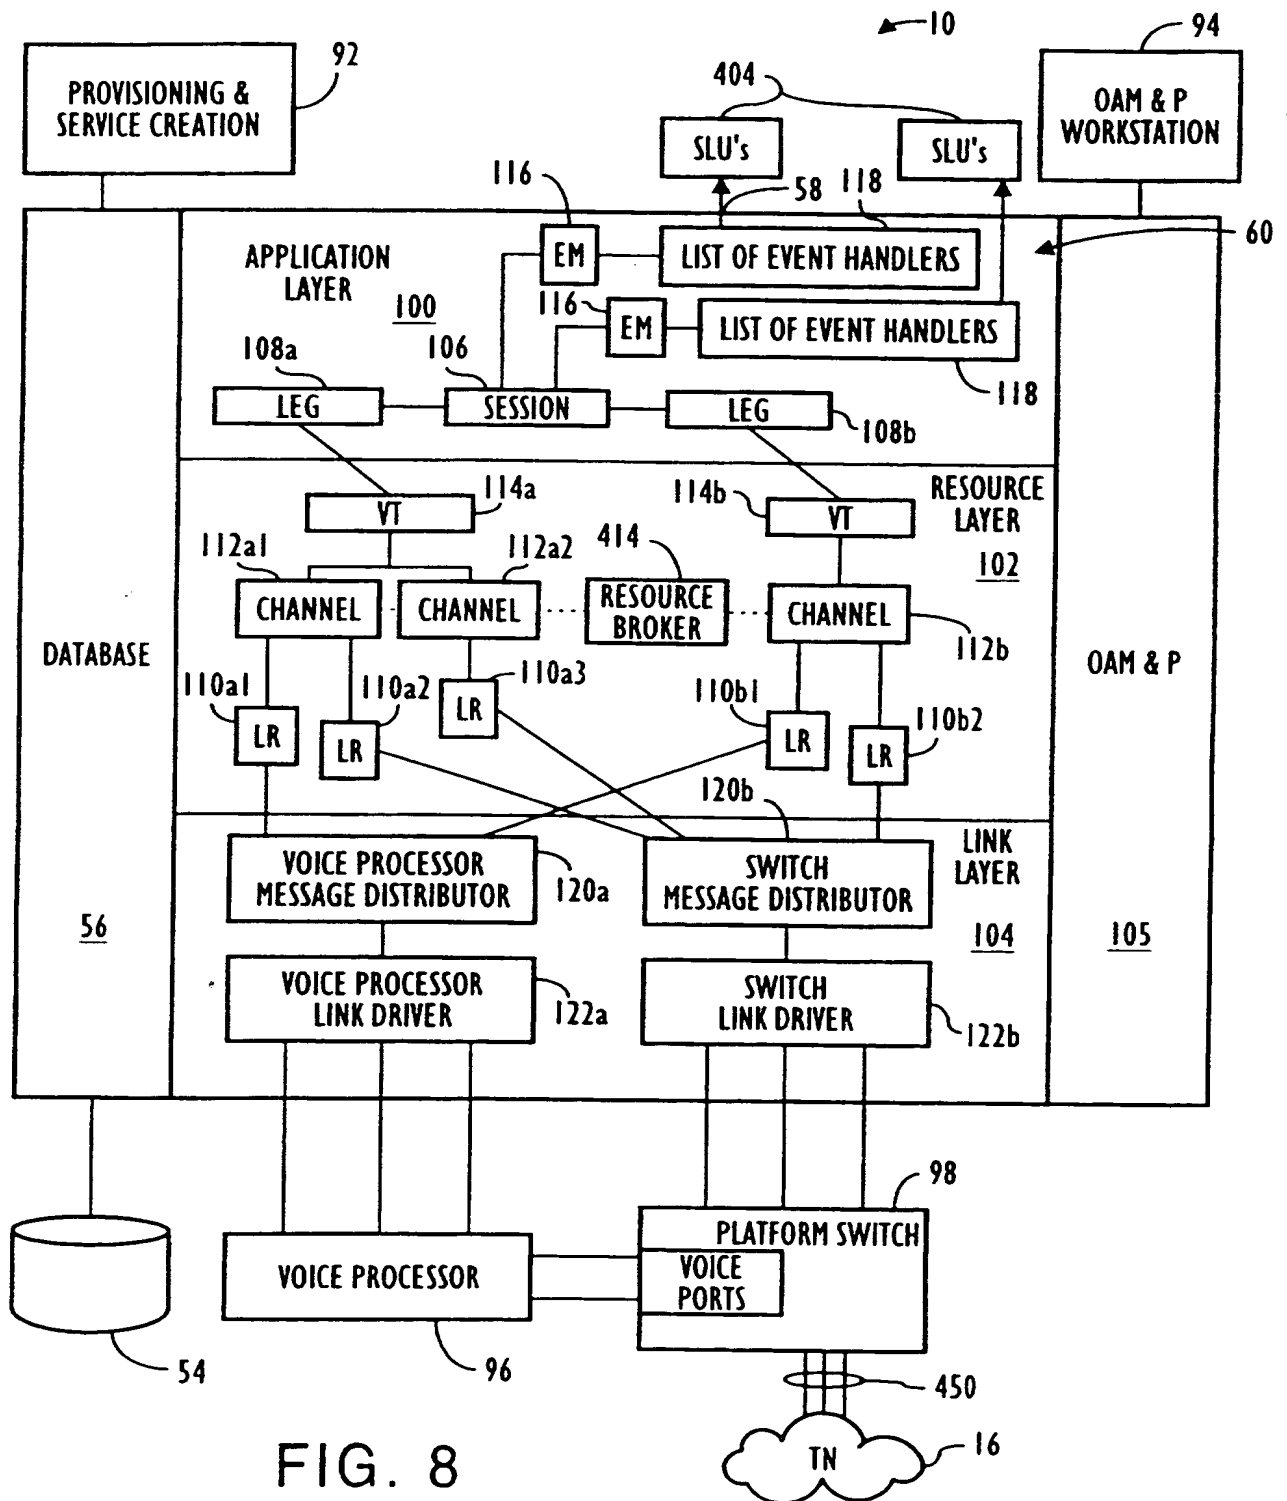 10
92
94
PROVISIONING &
SERVICE CREATION
404
OAM & P
WORKSTATION
SLU's
SLU's
116
58
118
60
APPLICATION
LAYER
EM
LIST OF EVENT HANDLERS
100
116
EM
LIST OF EVENT HANDLERS
108a
106
118
LEG
SESSION
LEG
108b
114a
114b
RESOURCE
LAYER
VT
VT
112a1
112a2
414
102
CHANNEL
CHANNEL
RESOURCE
BROKER
CHANNEL
112b
DATABASE
OAM & P
110a1
110a2
110a3
110b1
110b2
LR
LR
LR
LR
LR
120b
LINK
LAYER
VOICE PROCESSOR
MESSAGE DISTRIBUTOR
120a
SWITCH
MESSAGE DISTRIBUTOR
56
104
105
VOICE PROCESSOR
LINK DRIVER
122a
SWITCH
LINK DRIVER
122b
98
PLATFORM SWITCH
VOICE PROCESSOR
VOICE
PORTS
54
96
450
TN
16
FIG. 8